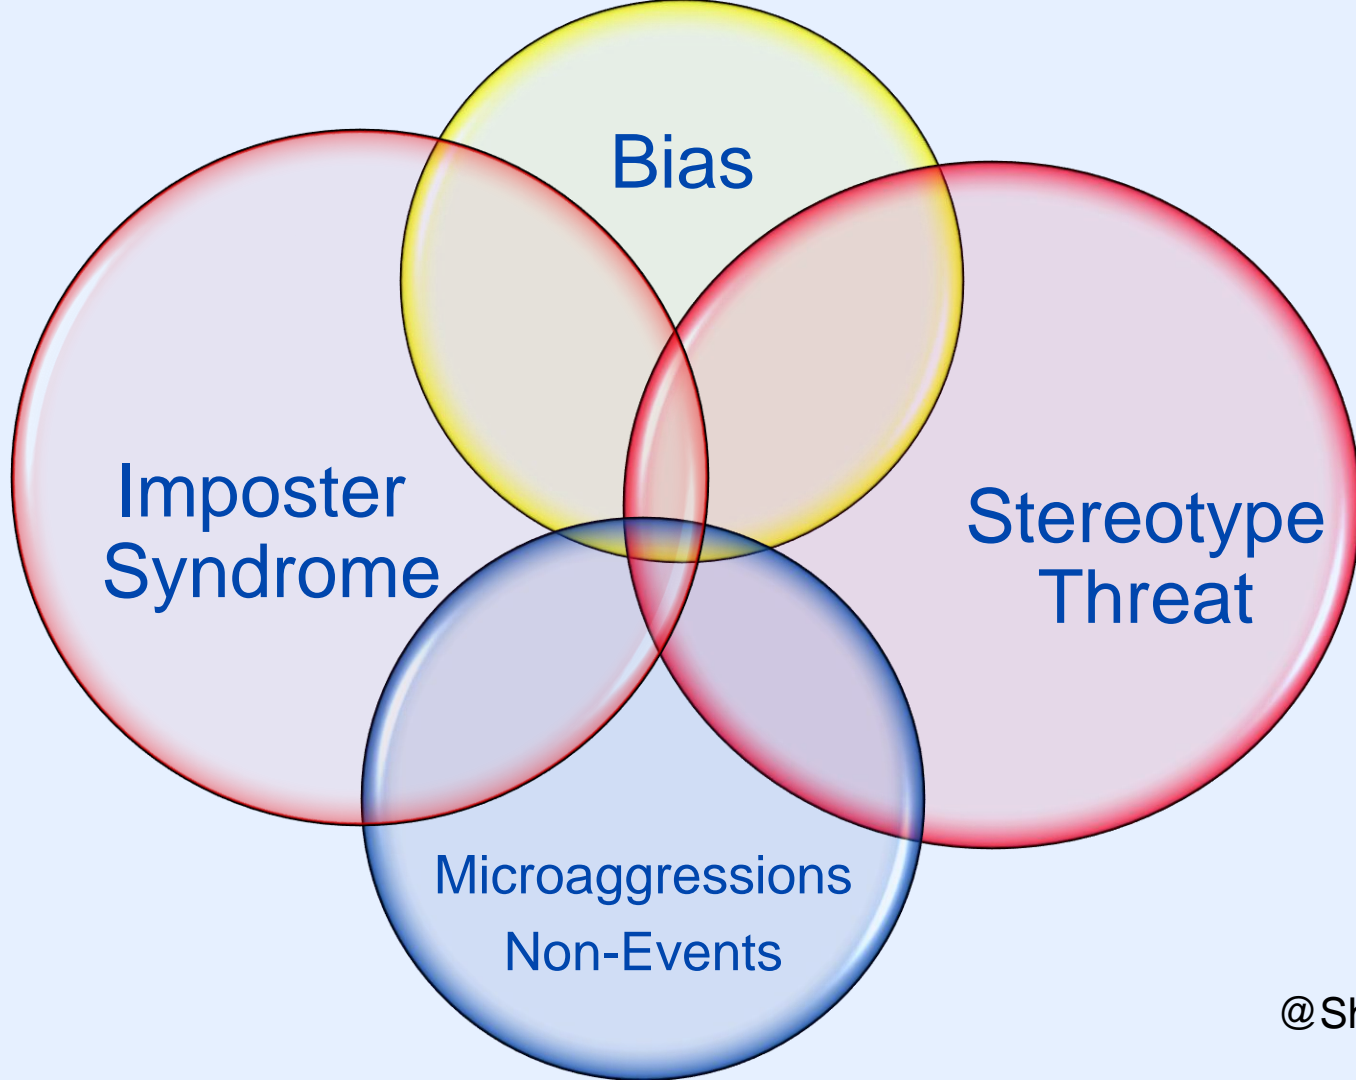 Bias
Imposter
Syndrome
Stereotype
Threat
Microaggressions
Non-Events